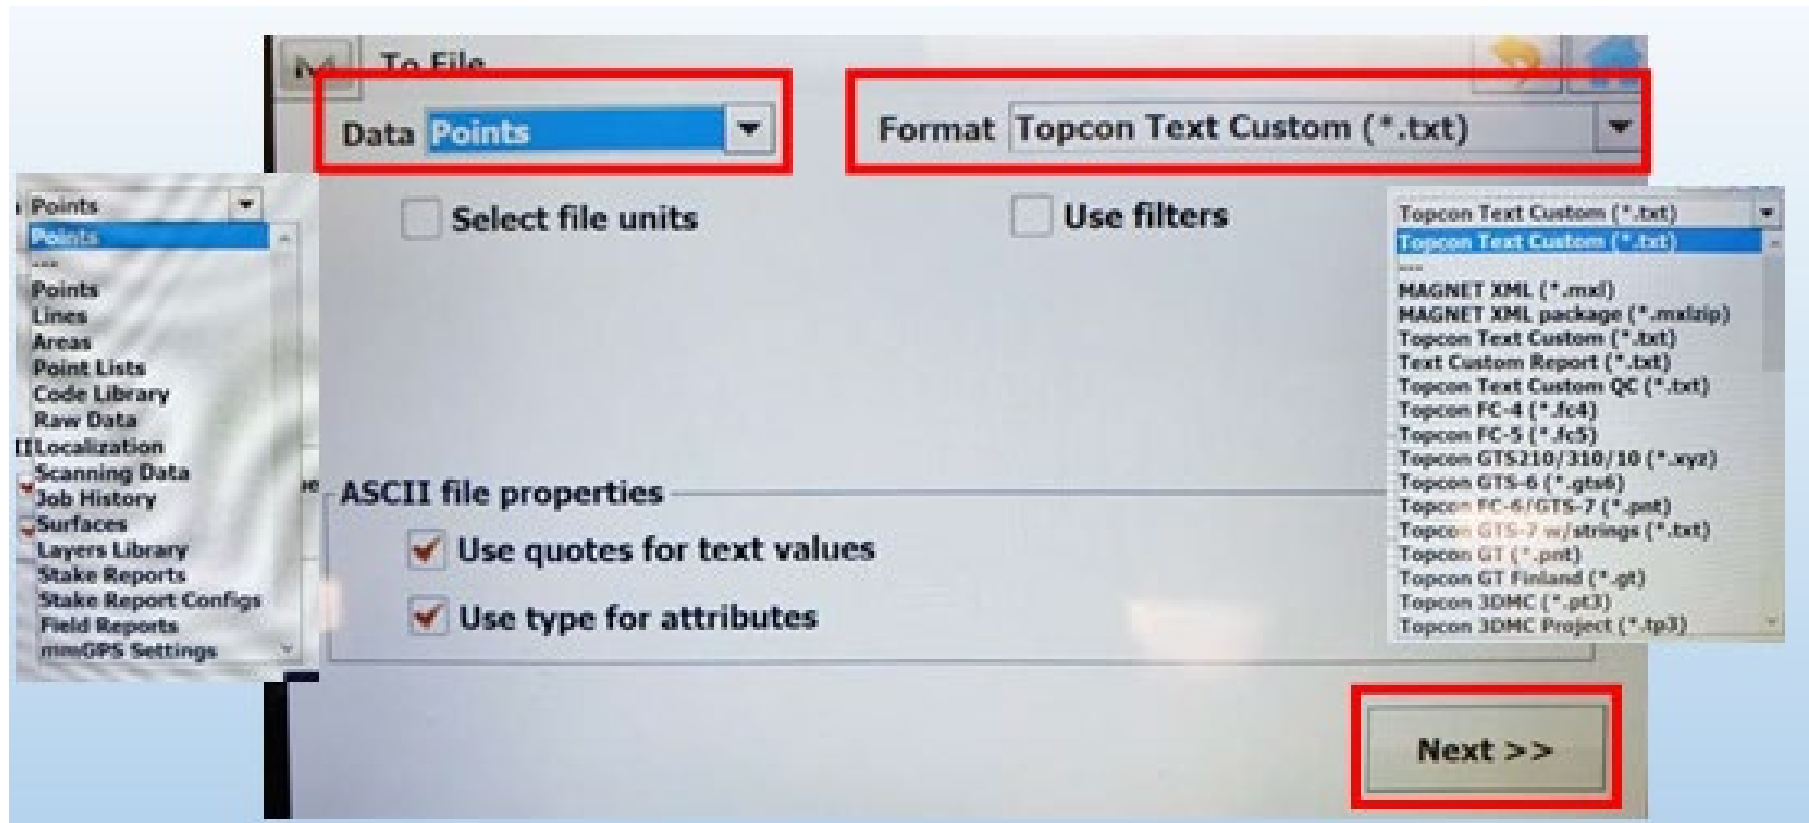 To File
Data Points
Format Topcon Text Custom (*.txt)
Select file units
Use filters
ASCII file properties
Use quotes for text values
Use type for attributes
Next >>
Points
Points
---
Points
Lines
Areas
Point Lists
Code Library
Raw Data
Localization
Scanning Data
Job History
Surfaces
Layers Library
Stake Reports
Stake Report Configs
Field Reports
mmGPS Settings
Topcon Text Custom (*.txt)
Topcon Text Custom (*.txt)
---
MAGNET XML (*.mxl)
MAGNET XML package (*.mxlzip)
Topcon Text Custom (*.txt)
Text Custom Report (*.txt)
Topcon Text Custom QC (*.txt)
Topcon FC-4 (*.fc4)
Topcon FC-5 (*.fc5)
Topcon GTS210/310/10 (*.xyz)
Topcon GTS-6 (*.gts6)
Topcon FC-6/GTS-7 (*.pnt)
Topcon GTS-7 w/strings (*.txt)
Topcon GT (*.pnt)
Topcon GT Finland (*.gt)
Topcon 3DMC (*.pt3)
Topcon 3DMC Project (*.tp3)